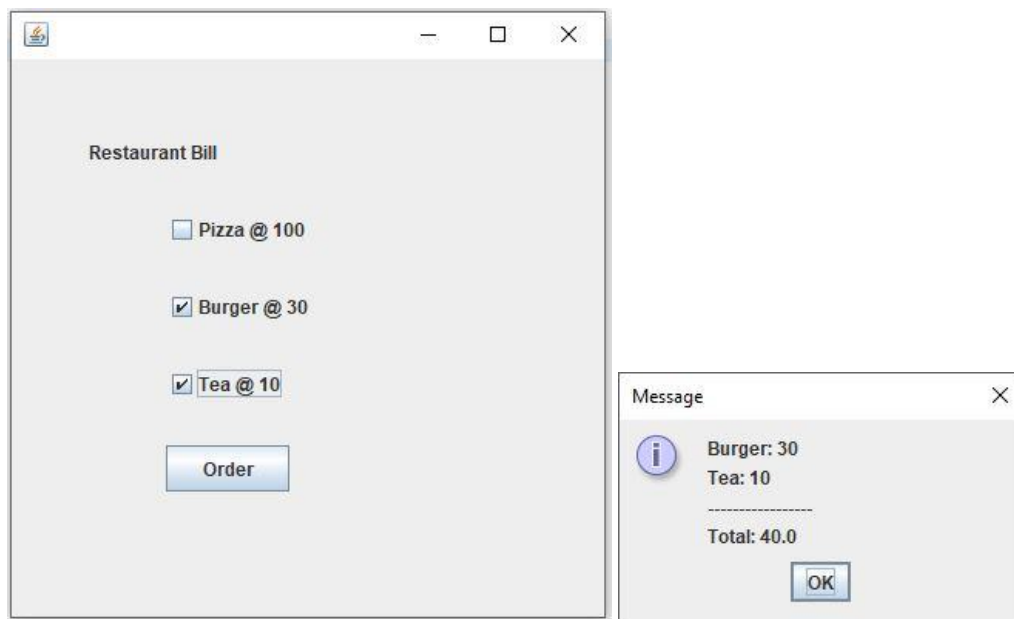 Restaurant Bill
Pizza @ 100
Burger @ 30
Tea @ 10
Order
Message
Burger: 30
Tea: 10
-----------------
Total: 40.0
OK